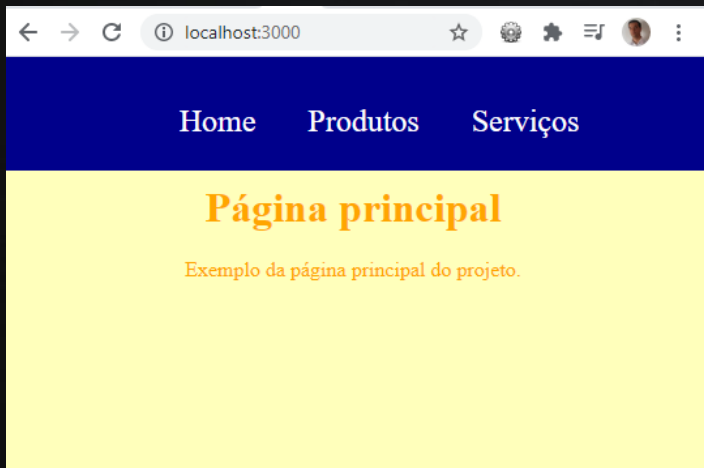 localhost:3000
Home Produtos Serviços
Página principal
Exemplo da página principal do projeto.